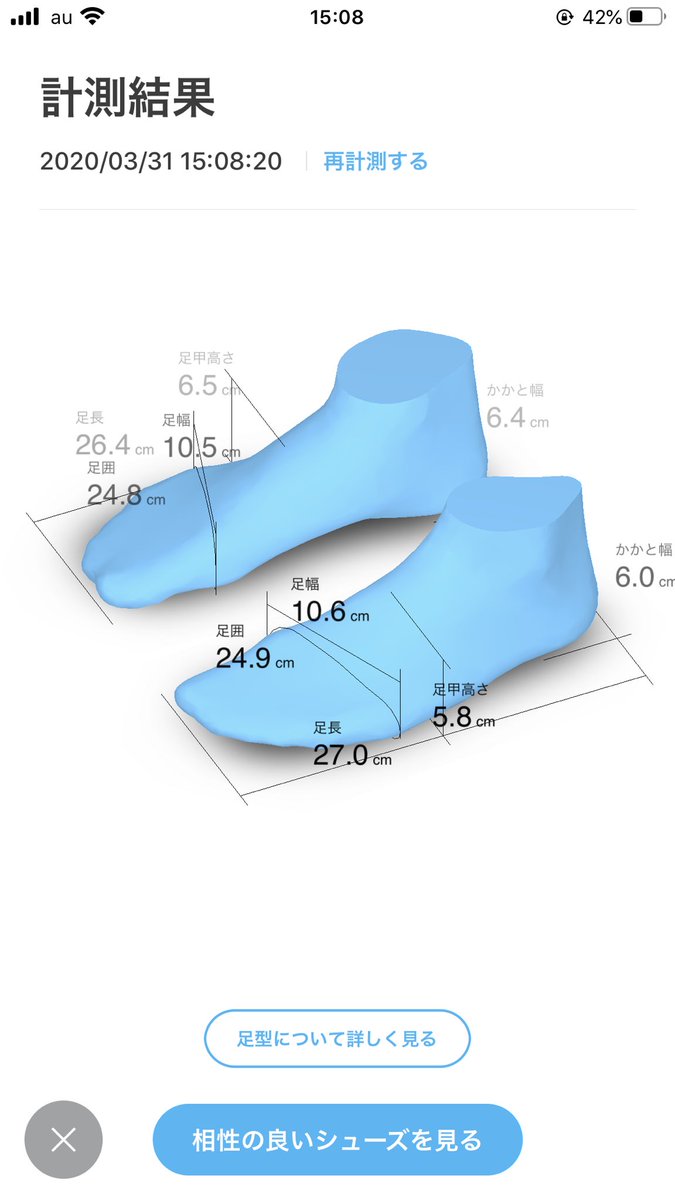 au 15:08 42%
計測結果
2020/03/31 15:08:20 再計測する
足甲高さ
6.5 cm
かかと幅
6.4 cm
足長
26.4 cm
足幅
10.5 cm
足囲
24.8 cm
かかと幅
6.0 cm
足幅
10.6 cm
足囲
24.9 cm
足甲高さ
5.8 cm
足長
27.0 cm
足型について詳しく見る
相性の良いシューズを見る